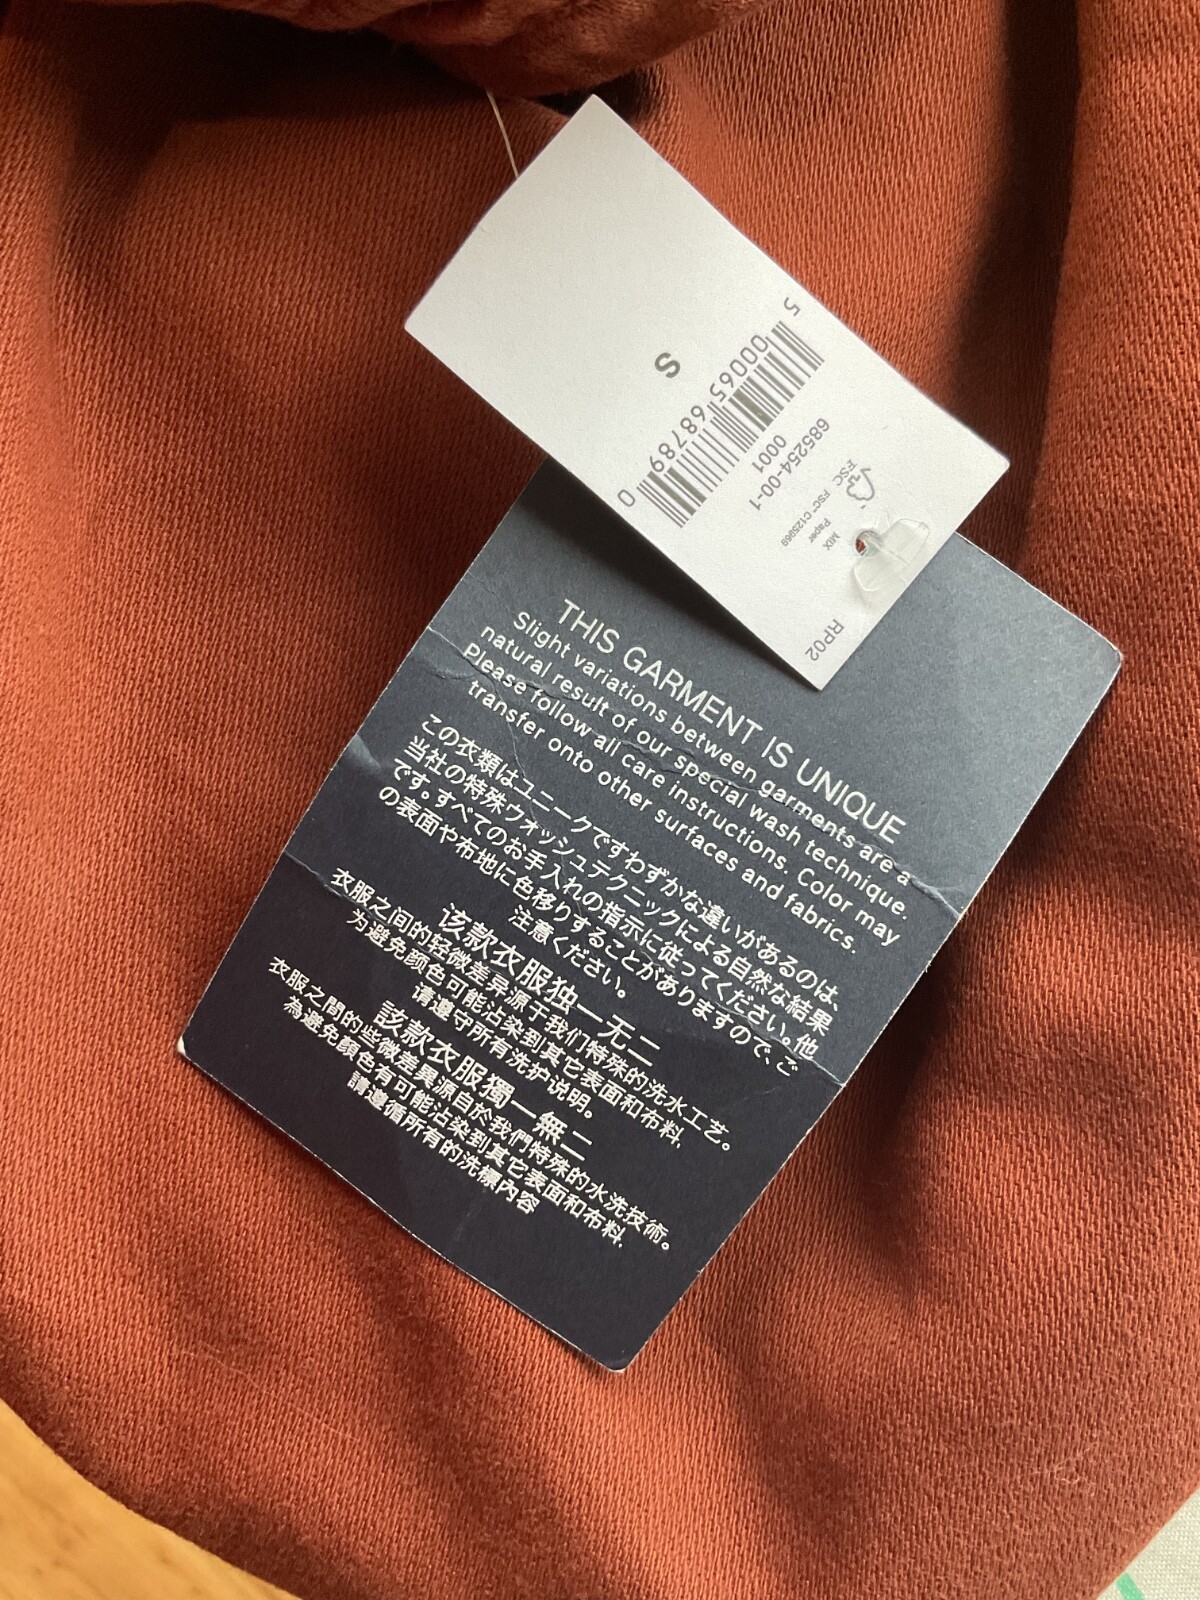 S
5 000065 687890
685254-00-1
0001
FSC
FSC™ C125969
MIX
Paper
RP02
THIS GARMENT IS UNIQUE
Slight variations between garments are a
natural result of our special wash technique.
Please follow all care instructions. Color may
transfer onto other surfaces and fabrics.
この衣類はユニークですわずかな違いがあるのは、
当社の特殊ウォッシュテクニックによる自然な結果
です。すべてのお手入れの指示に従ってください。他
の表面や布地に色移りすることがありますので、ご
注意ください。
该款衣服独一无二
衣服之间的轻微差异源于我们特殊的洗水工艺。
为避免颜色可能沾染到其它表面和布料,
请遵守所有洗护说明。
該款衣服獨一無二
衣服之間的些微差異源自於我們特殊的水洗技術。
為避免顏色有可能沾染到其它表面和布料,
請遵循所有的洗標內容